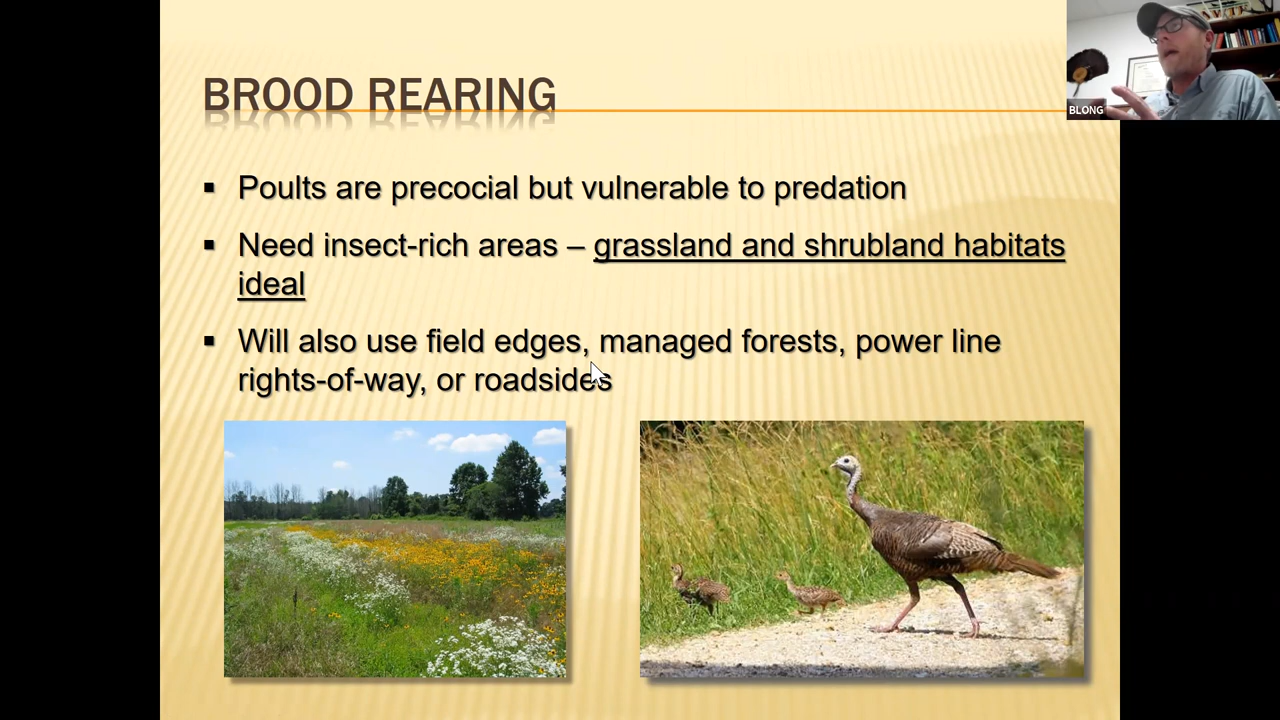 BROOD REARING
BLONG
▪ Poults are precocial but vulnerable to predation
▪ Need insect-rich areas – grassland and shrubland habitats
ideal
▪ Will also use field edges, managed forests, power line
rights-of-way, or roadsides